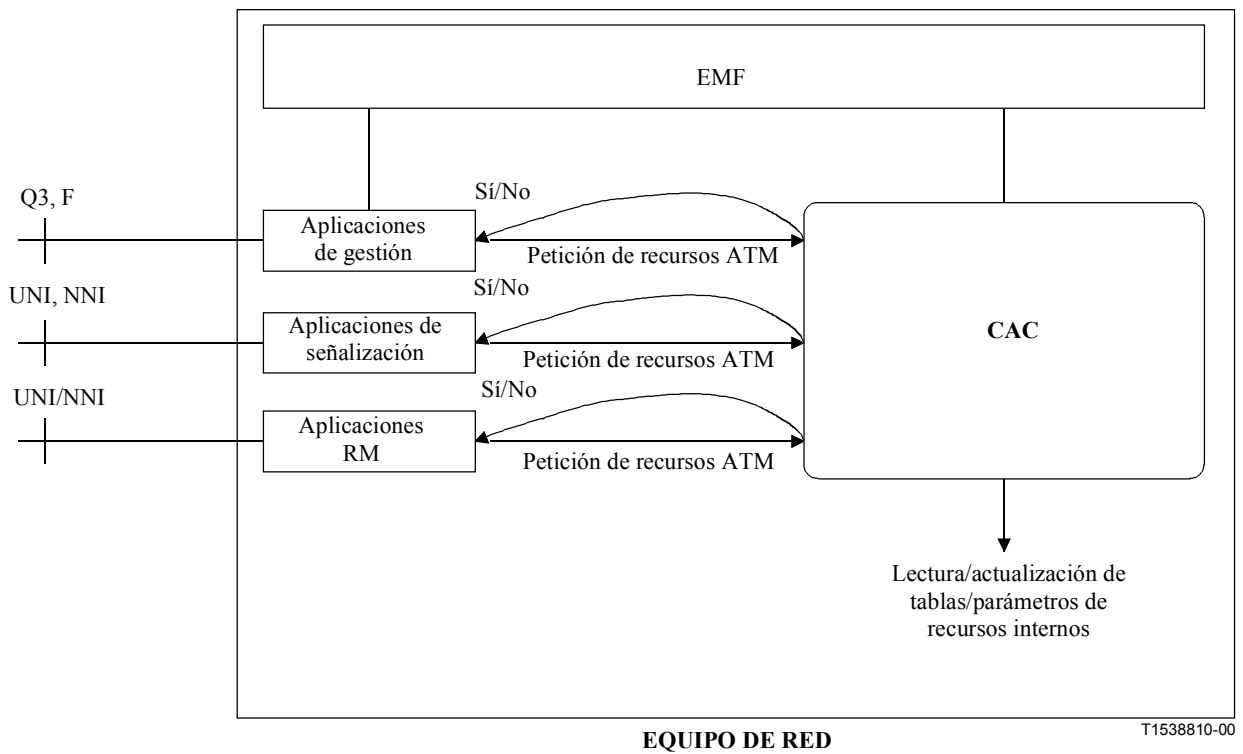 EMF
Q3, F
Sí/No
Aplicaciones
de gestión
Petición de recursos ATM
UNI, NNI
Sí/No
Aplicaciones de
señalización
Petición de recursos ATM
CAC
UNI/NNI
Sí/No
Aplicaciones
RM
Petición de recursos ATM
Lectura/actualización de
tablas/parámetros de
recursos internos
T1538810-00
EQUIPO DE RED